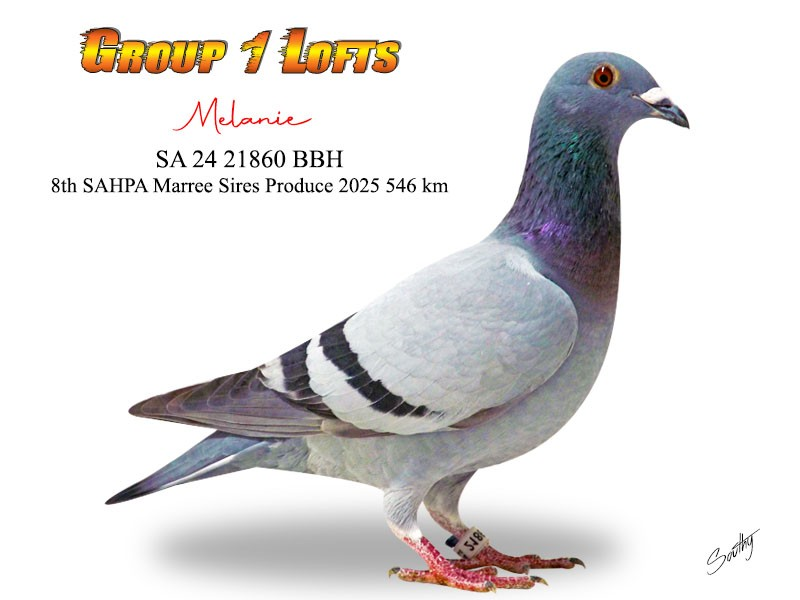 Group 1 Lofts
Melanie
SA 24 21860 BBH
8th SAHPA Marree Sires Produce 2025 546 km
Southy